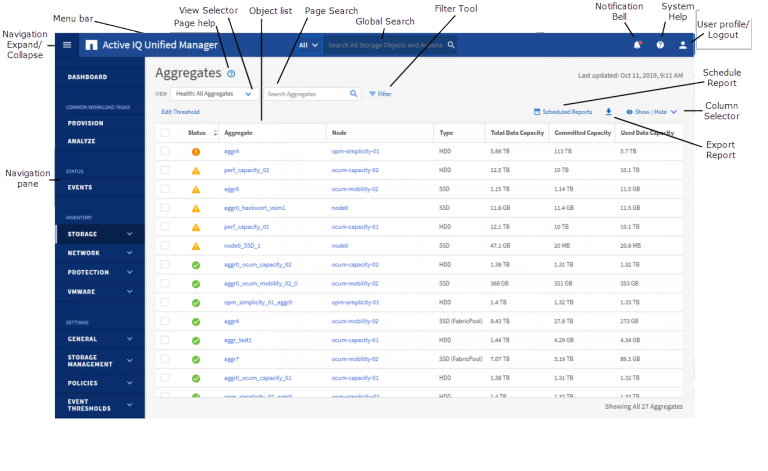 Menu bar
View Selector
Page help
Object list
Page Search
Global Search
Filter Tool
Notification
Bell
System
Help
User profile/
Logout
Navigation
Expand/
Collapse
Active IQ Unified Manager
All
Search All Storage Objects and Actions
Aggregates
Last updated: Oct 11, 2019, 9:11 AM
Schedule
Report
VIEW Health: All Aggregates
Search Aggregates
Filter
Edit Threshold
Scheduled Reports
Show / Hide
Column
Selector
Export
Report
Navigation
pane
DASHBOARD
COMMON WORKLOAD TASKS
PROVISION
ANALYZE
STATUS
EVENTS
INVENTORY
STORAGE
NETWORK
PROTECTION
VMWARE
SETTINGS
GENERAL
STORAGE
MANAGEMENT
POLICIES
EVENT
THRESHOLDS
Status Aggregate Node Type Total Data Capacity Committed Capacity Used Data Capacity
aggr4 opm-simplicity-01 HDD 5.88 TB 113 TB 5.7 TB
perf_capacity_02 ocum-capacity-02 HDD 12.5 TB 10 TB 10.1 TB
aggr6 ocum-mobility-02 SSD 1.15 TB 1.14 TB 11.5 GB
aggr0_hackwort_vsim1 node0 SSD 11.8 GB 11.4 GB 11.5 GB
perf_capacity_01 ocum-capacity-01 HDD 12.1 TB 10 TB 10.1 TB
node0_SSD_1 node0 SSD 47.1 GB 20 MB 20.8 MB
aggr0_ocum_capacity_02 ocum-capacity-02 HDD 1.38 TB 1.31 TB 1.32 TB
aggr0_ocum_mobility_02_0 ocum-mobility-02 SSD 368 GB 351 GB 353 GB
opm_simplicity_01_aggr0 opm-simplicity-01 HDD 1.4 TB 1.32 TB 1.33 TB
aggr4 ocum-mobility-02 SSD (FabricPool) 8.43 TB 27.8 TB 273 GB
aggr_test1 ocum-capacity-01 HDD 1.44 TB 4.29 GB 4.34 GB
aggr7 ocum-mobility-02 SSD (FabricPool) 7.07 TB 3.19 TB 89.1 GB
aggr0_ocum_capacity_01 ocum-capacity-01 HDD 1.38 TB 1.31 TB 1.32 TB
Showing All 27 Aggregates